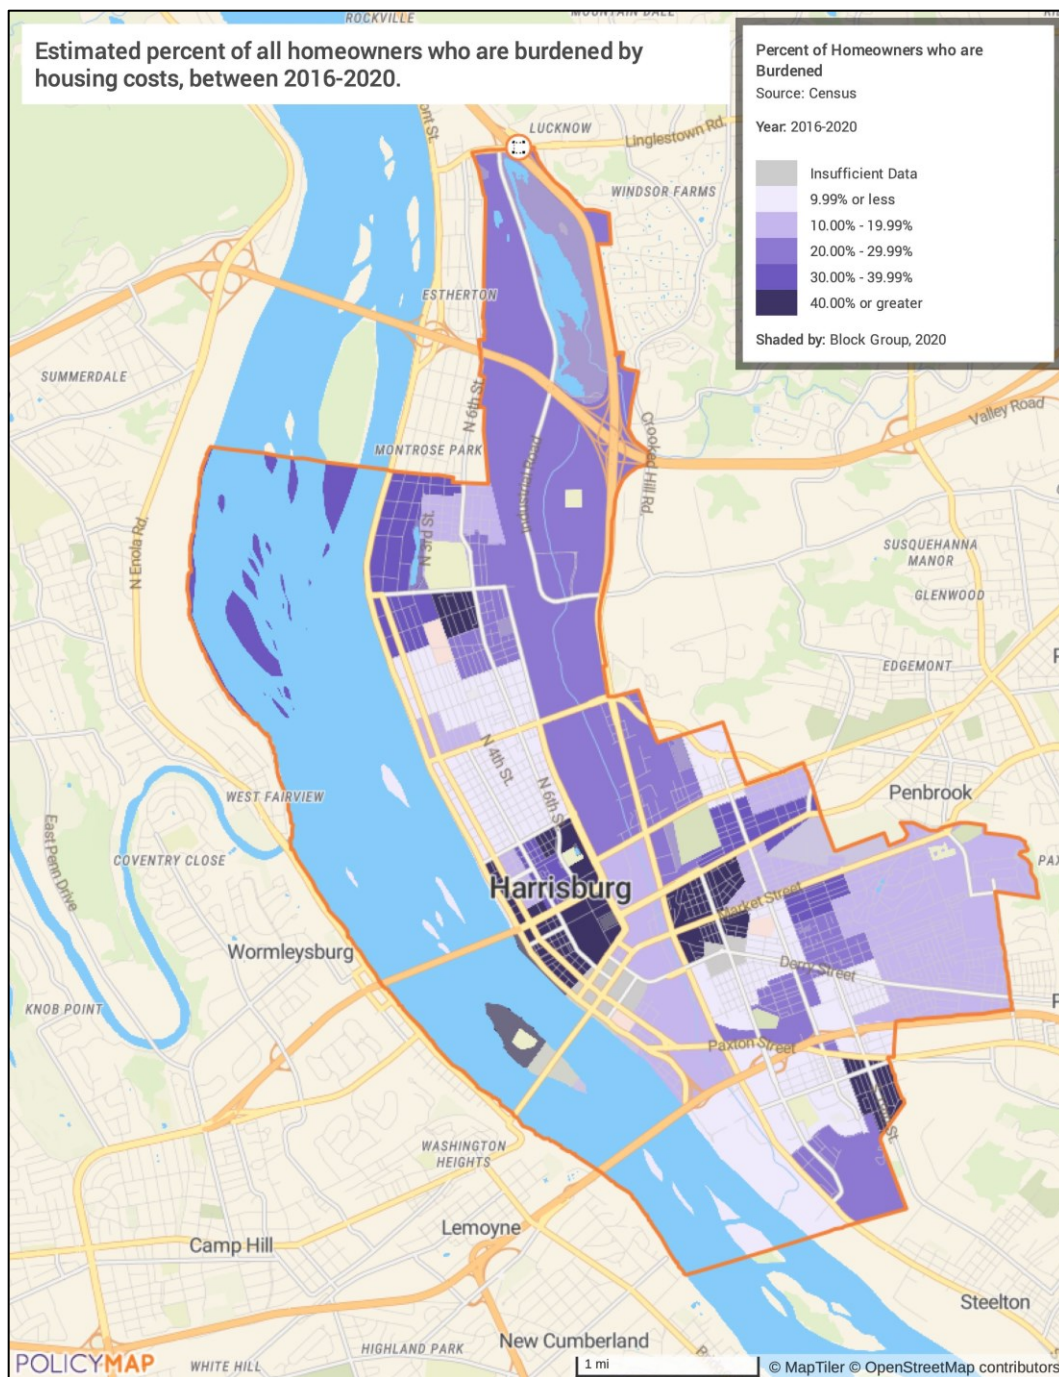 ROCKVILLE
Estimated percent of all homeowners who are burdened by
housing costs, between 2016-2020.
Percent of Homeowners who are
Burdened
Source: Census
Year: 2016-2020
Insufficient Data
9.99% or less
10.00% - 19.99%
20.00% - 29.99%
30.00% - 39.99%
40.00% or greater
Shaded by: Block Group, 2020
LUCKNOW
Linglestown Rd.
WINDSOR FARMS
ESTHERTON
SUMMERDALE
N 6th St.
Valley Road
Crooked Hill Rd.
MONTROSE PARK
Industrial Road
N Enola Rd.
N 3rd St.
SUSQUEHANNA
MANOR
GLENWOOD
EDGEMONT
N 4th St.
N 6th S
WEST FAIRVIEW
Penbrook
East Penn Drive
COVENTRY CLOSE
PAX
Harrisburg
Market Street
Wormleysburg
Derry Street
KNOB POINT
Paxton Street
WASHINGTON
HEIGHTS
Lemoyne
Camp Hill
Steelton
New Cumberland
HIGHLAND PARK
WHITE HILL
POLICYMAP
1 mi
© MapTiler © OpenStreetMap contributors